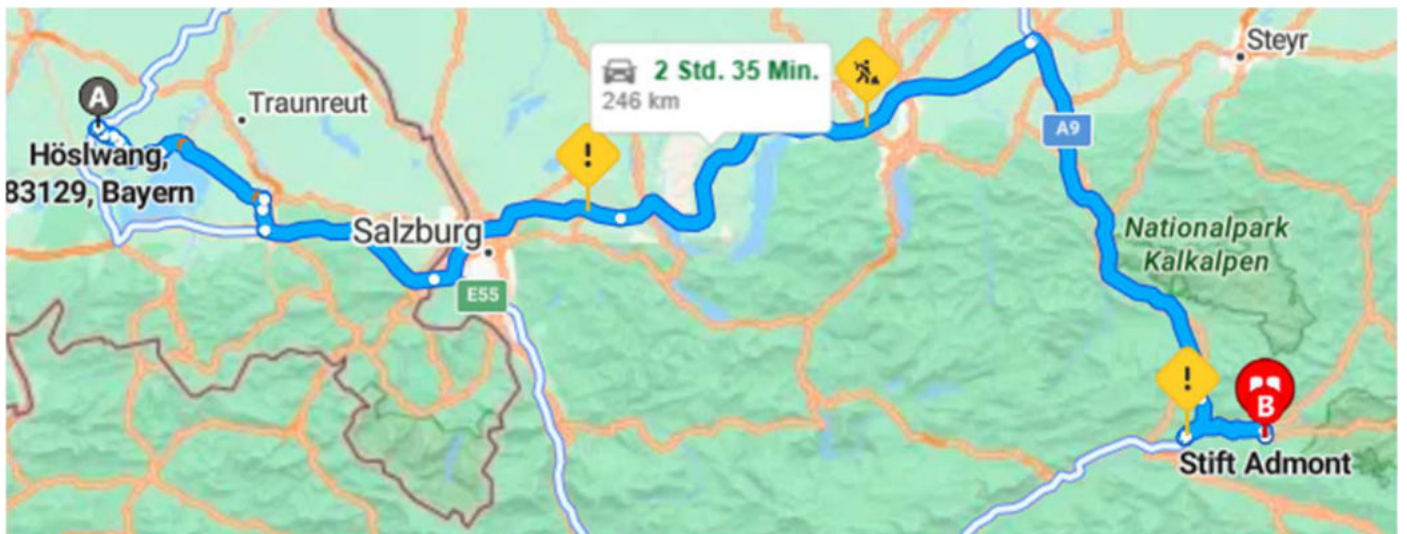 Steyr
2 Std. 35 Min.
246 km
A
Traunreut
A9
Höslwang,
83129, Bayern
!
Salzburg
Nationalpark
Kalkalpen
E55
!
B
Stift Admont